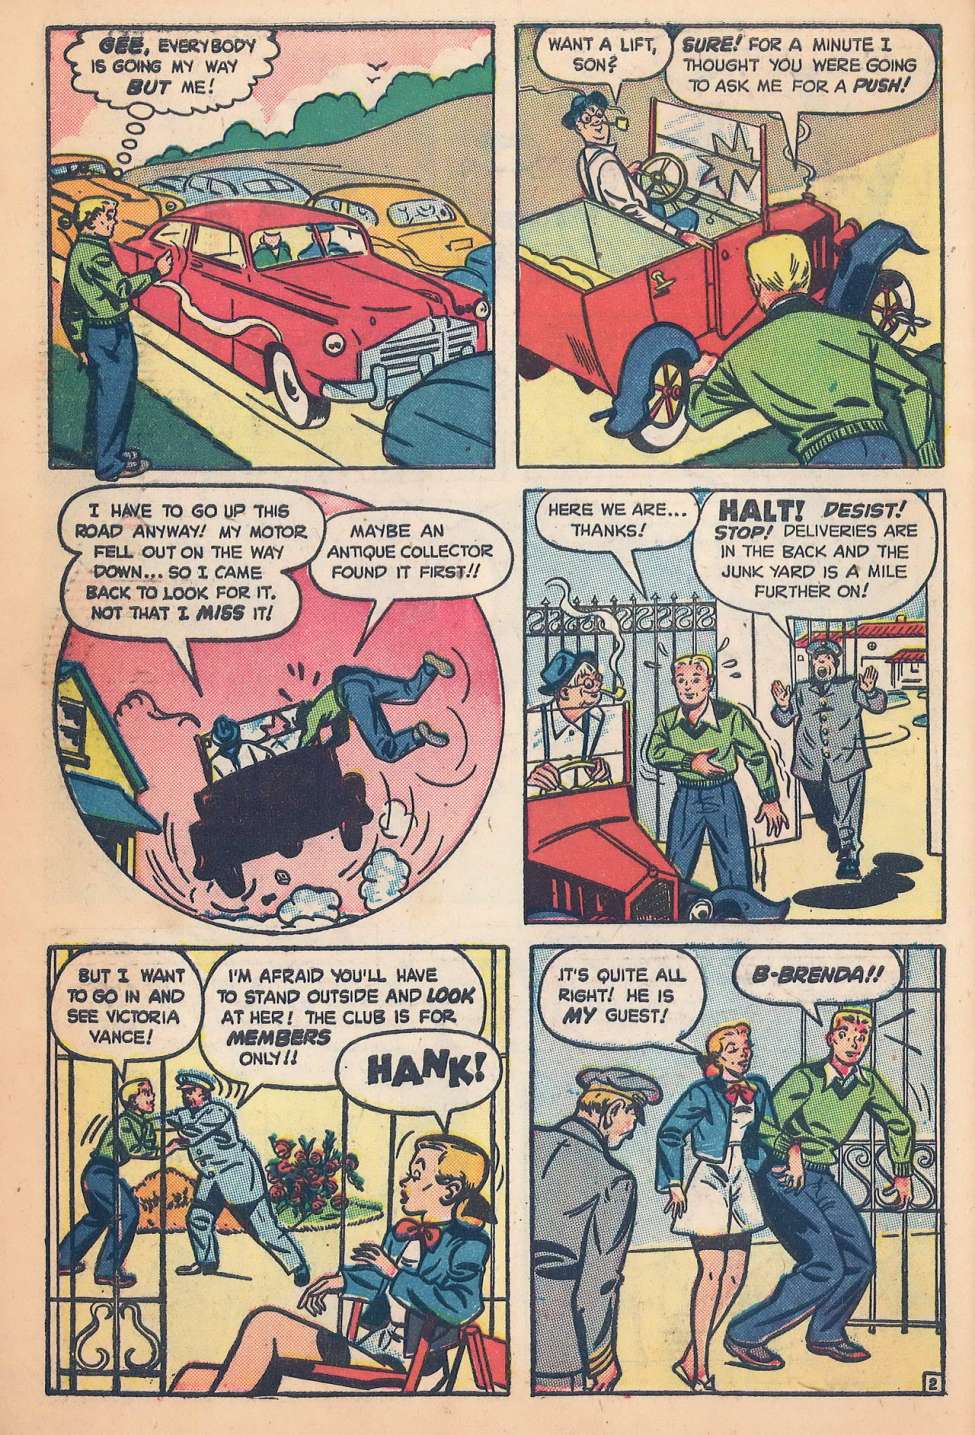 GEE, EVERYBODY
IS GOING MY WAY
BUT ME!
WANT A LIFT,
SON?
SURE! FOR A MINUTE I
THOUGHT YOU WERE GOING
TO ASK ME FOR A PUSH!
I HAVE TO GO UP THIS
ROAD ANYWAY! MY MOTOR
FELL OUT ON THE WAY
DOWN... SO I CAME
BACK TO LOOK FOR IT.
NOT THAT I MISS IT!
MAYBE AN
ANTIQUE COLLECTOR
FOUND IT FIRST.!!
HERE WE ARE...
THANKS!
HALT! DESIST!
STOP! DELIVERIES ARE
IN THE BACK AND THE
JUNK YARD IS A MILE
FURTHER ON!
BUT I WANT
TO GO IN AND
SEE VICTORIA
VANCE!
I'M AFRAID YOU'LL HAVE
TO STAND OUTSIDE AND LOOK
AT HER! THE CLUB IS FOR
MEMBERS
ONLY!!
HANK!
IT'S QUITE ALL
RIGHT! HE IS
MY GUEST!
B-BRENDA!!
2